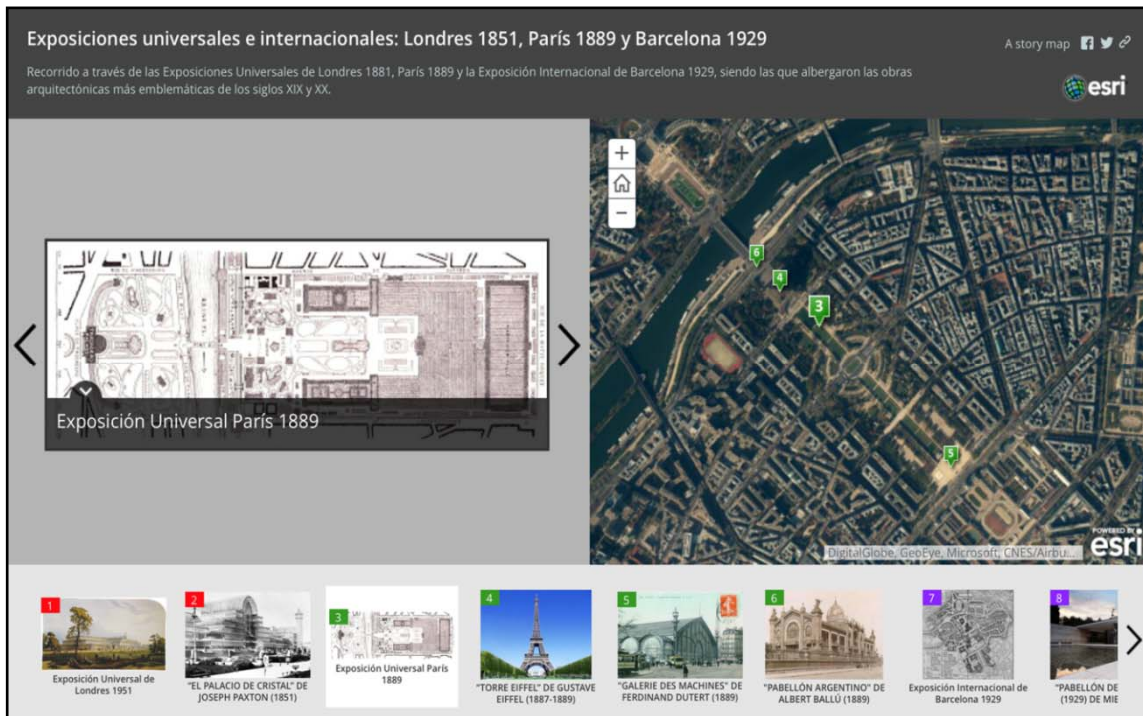 Exposiciones universales e internacionales: Londres 1851, París 1889 y Barcelona 1929
A story map
Recorrido a través de las Exposiciones Universales de Londres 1881, París 1889 y la Exposición Internacional de Barcelona 1929, siendo las que albergaron las obras
arquitectónicas más emblemáticas de los siglos XIX y XX.
esri
+
−
6
4
3
5
Exposición Universal París 1889
POWERED BY
esri
DigitalGlobe, GeoEye, Microsoft, CNES/Airbu...
1
Exposición Universal de
Londres 1951
2
"EL PALACIO DE CRISTAL" DE
JOSEPH PAXTON (1851)
3
Exposición Universal París
1889
4
"TORRE EIFFEL" DE GUSTAVE
EIFFEL (1887-1889)
5
"GALERIE DES MACHINES" DE
FERDINAND DUTERT (1889)
6
"PABELLÓN ARGENTINO" DE
ALBERT BALLÚ (1889)
7
Exposición Internacional de
Barcelona 1929
8
"PABELLÓN DE
(1929) DE MIE